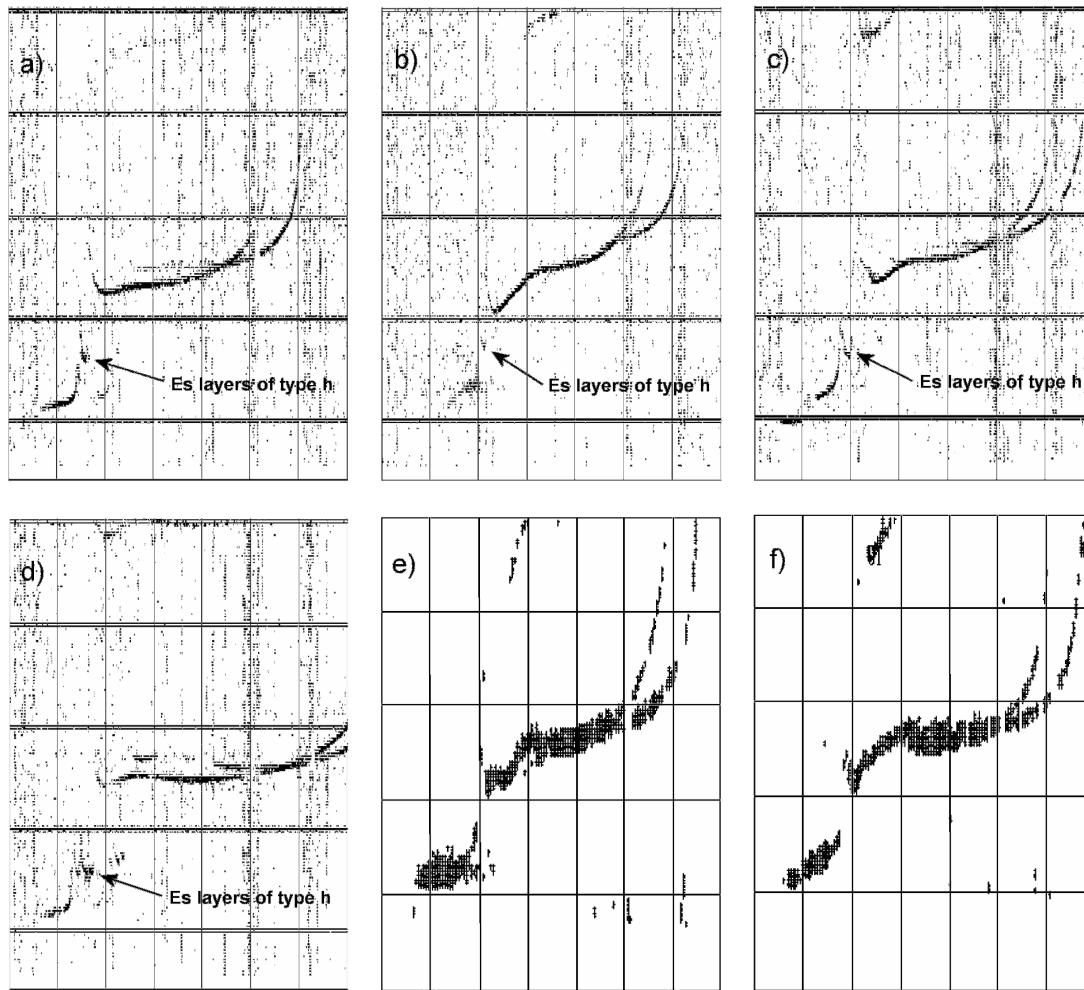 a)
b)
c)
Es layers of type h
Es layers of type h
Es layers of type h
d)
e)
f)
Es layers of type h